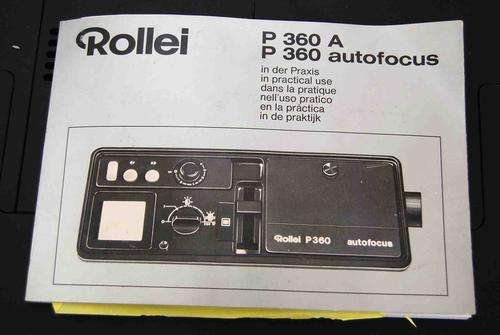 Rollei
P 360 A
P 360 autofocus
in der Praxis
in practical use
dans la pratique
nell'uso pratico
en la práctica
in de praktijk
Rollei P360 autofocus